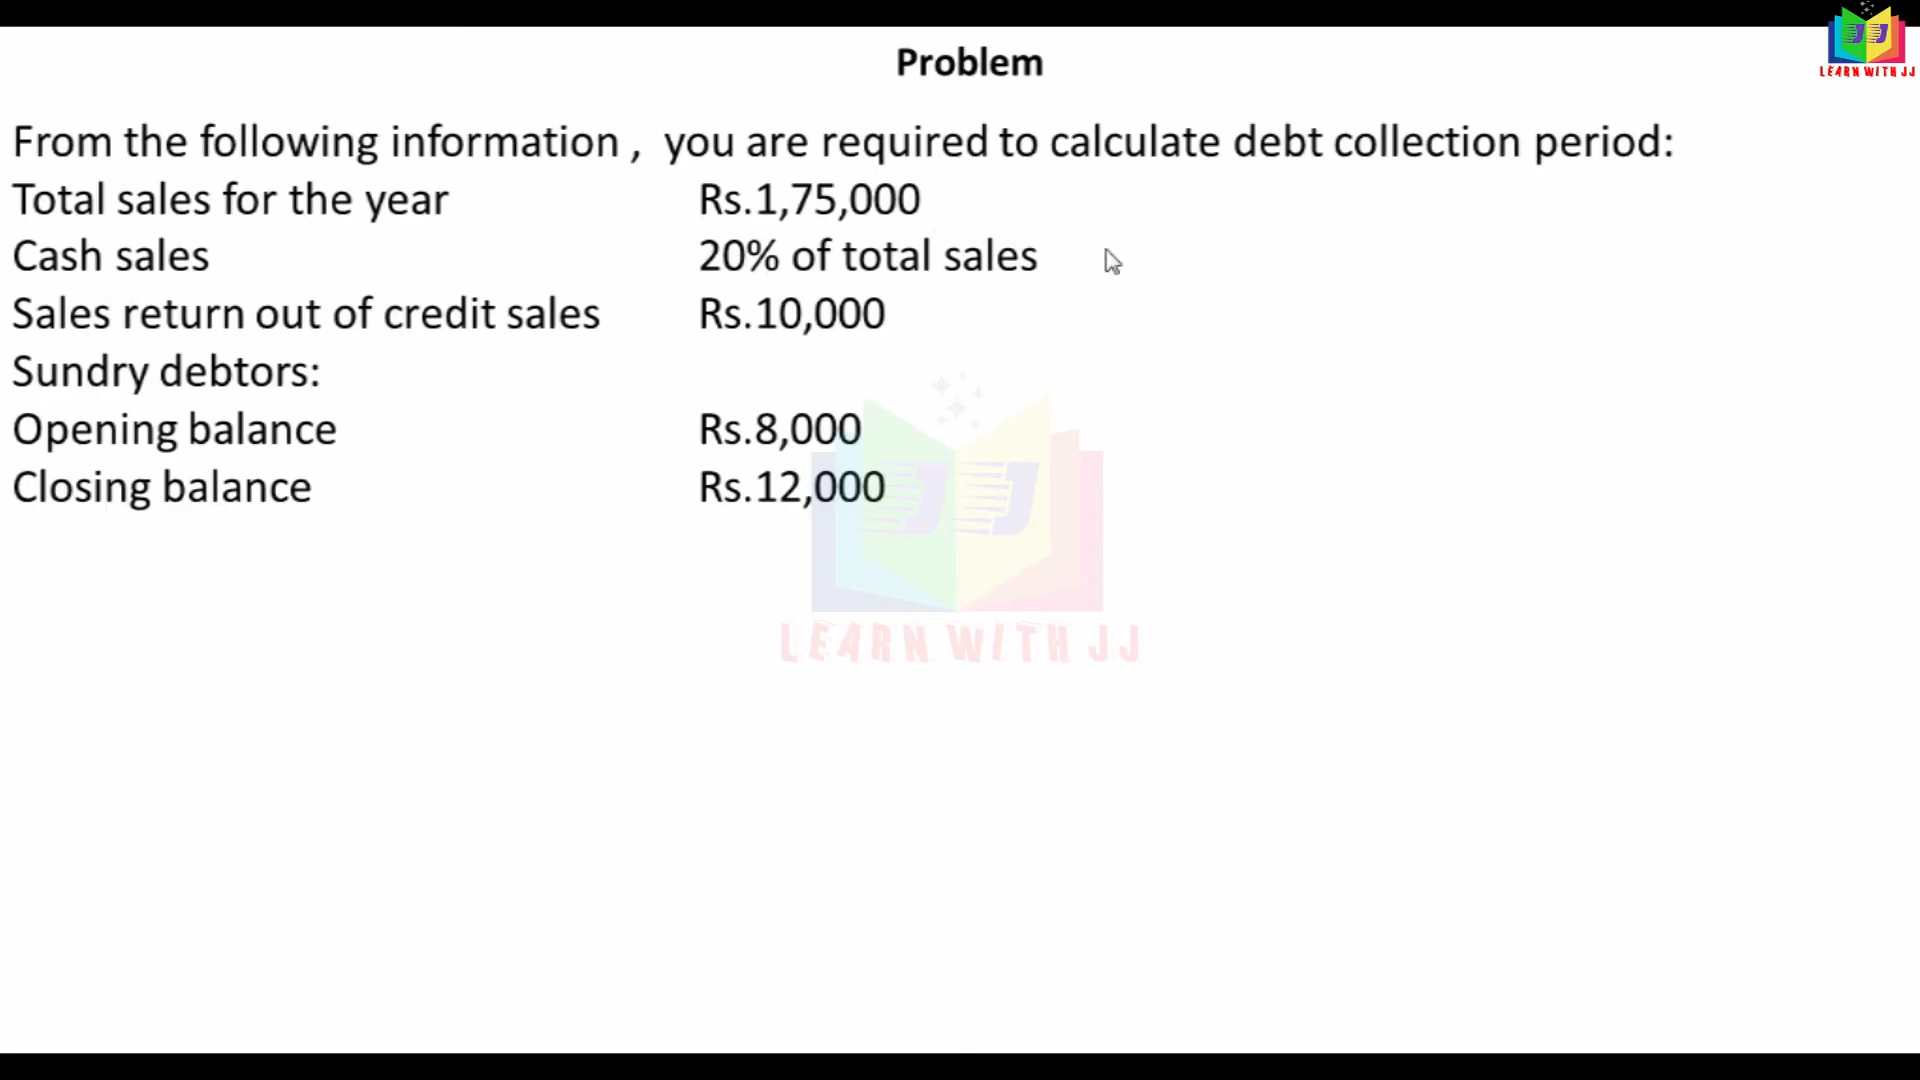 LEARN WITH JJ
Problem
From the following information , you are required to calculate debt collection period:
Total sales for the year Rs.1,75,000
Cash sales 20% of total sales
Sales return out of credit sales Rs.10,000
Sundry debtors:
Opening balance Rs.8,000
Closing balance Rs.12,000
JJ
LEARN WITH JJ